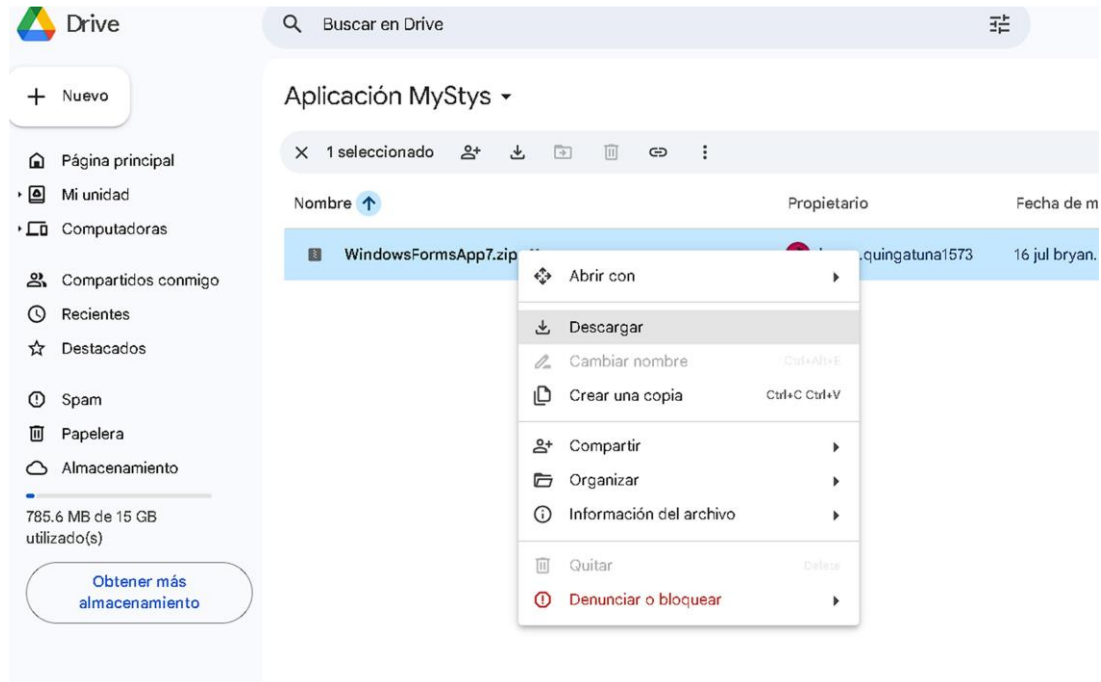 Drive
Buscar en Drive
Nuevo
Aplicación MyStys
1 seleccionado
Página principal
Mi unidad
Computadoras
Nombre
Propietario
Fecha de m
WindowsFormsApp7.zip
.quingatuna1573
16 jul bryan.
Abrir con
Compartidos conmigo
Recientes
Destacados
Descargar
Cambiar nombre Ctrl+Alt+E
Crear una copia Ctrl+C Ctrl+V
Spam
Papelera
Almacenamiento
785.6 MB de 15 GB
utilizado(s)
Obtener más
almacenamiento
Compartir
Organizar
Información del archivo
Quitar Delete
Denunciar o bloquear